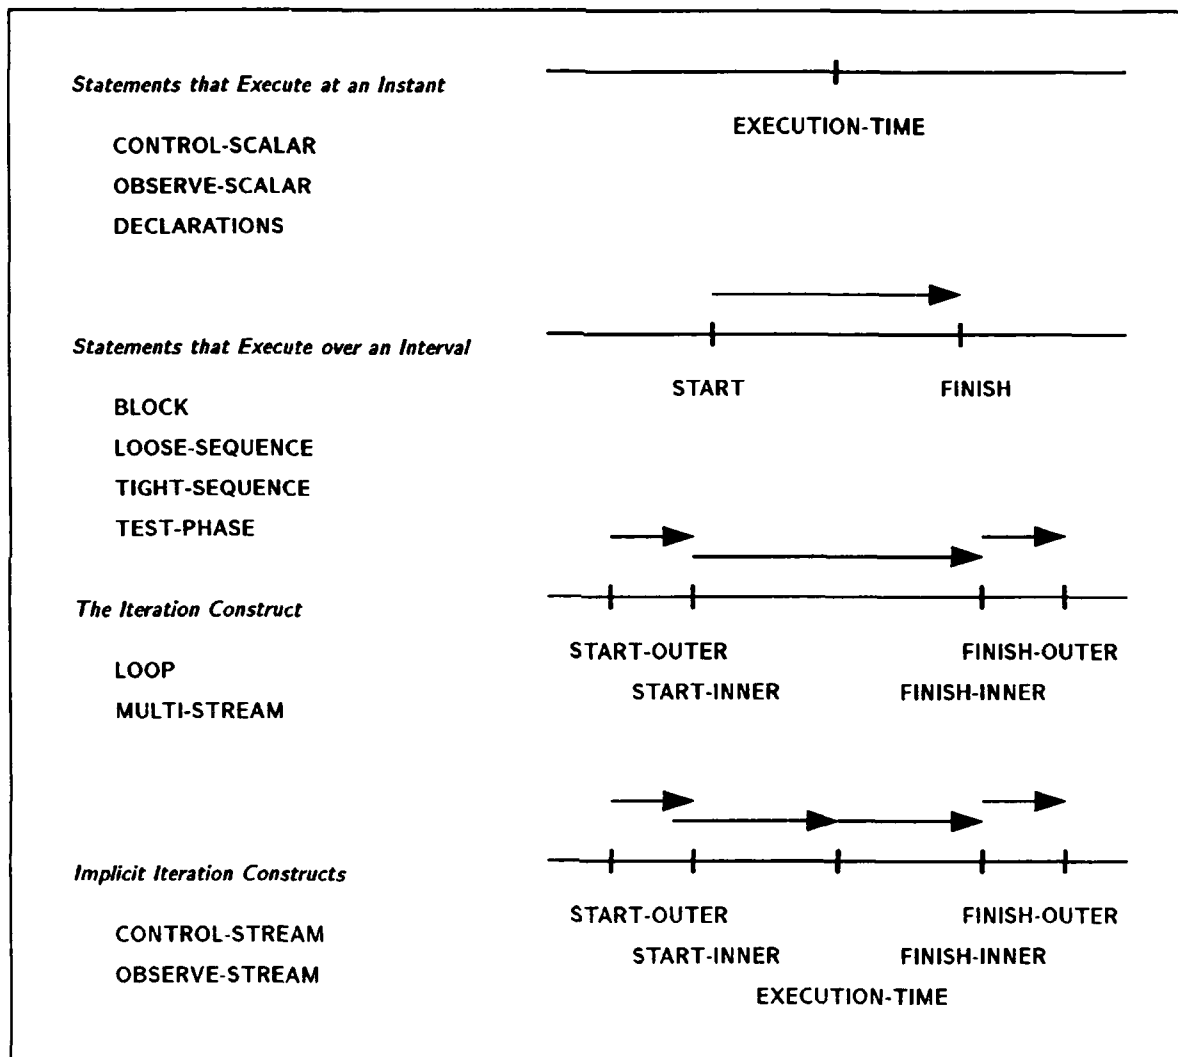 Statements that Execute at an Instant
EXECUTION-TIME
CONTROL-SCALAR
OBSERVE-SCALAR
DECLARATIONS
Statements that Execute over an Interval
START FINISH
BLOCK
LOOSE-SEQUENCE
TIGHT-SEQUENCE
TEST-PHASE
The Iteration Construct
START-OUTER FINISH-OUTER
LOOP
START-INNER FINISH-INNER
MULTI-STREAM
Implicit Iteration Constructs
START-OUTER FINISH-OUTER
CONTROL-STREAM
START-INNER FINISH-INNER
OBSERVE-STREAM
EXECUTION-TIME